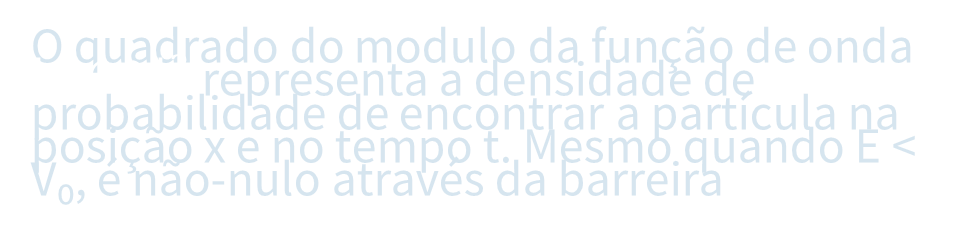 O quadrado do modulo da função de onda
representa a densidade de
probabilidade de encontrar a partícula na
posição x e no tempo t. Mesmo quando E <
V₀, é não-nulo através da barreira